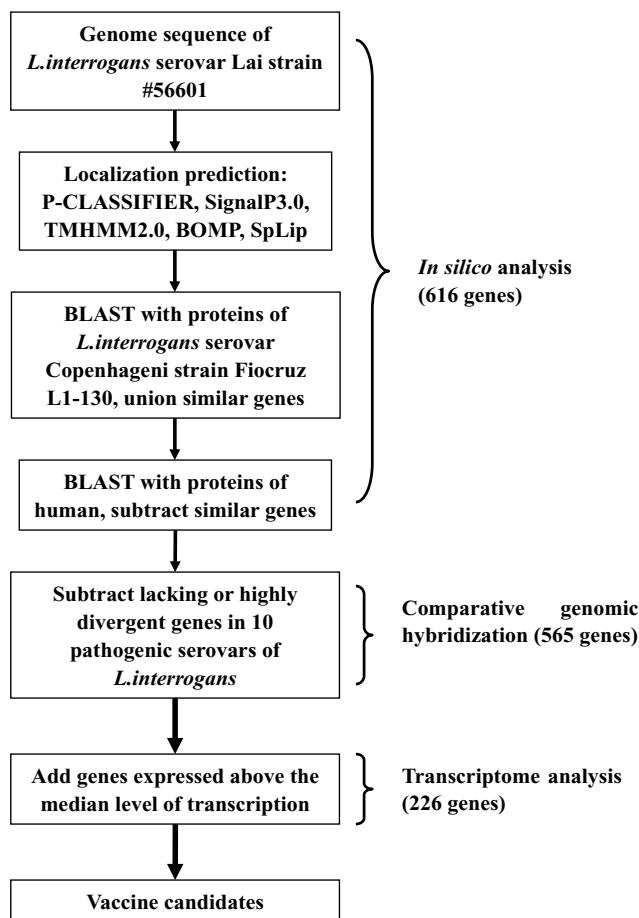 Genome sequence of
L.interrogans serovar Lai strain
#56601
Localization prediction:
P-CLASSIFIER, SignalP3.0,
TMHMM2.0, BOMP, SpLip
BLAST with proteins of
L.interrogans serovar
Copenhageni strain Fiocruz
L1-130, union similar genes
BLAST with proteins of
human, subtract similar genes
In silico analysis
(616 genes)
Subtract lacking or highly
divergent genes in 10
pathogenic serovars of
L.interrogans
Comparative genomic
hybridization (565 genes)
Add genes expressed above the
median level of transcription
Transcriptome analysis
(226 genes)
Vaccine candidates